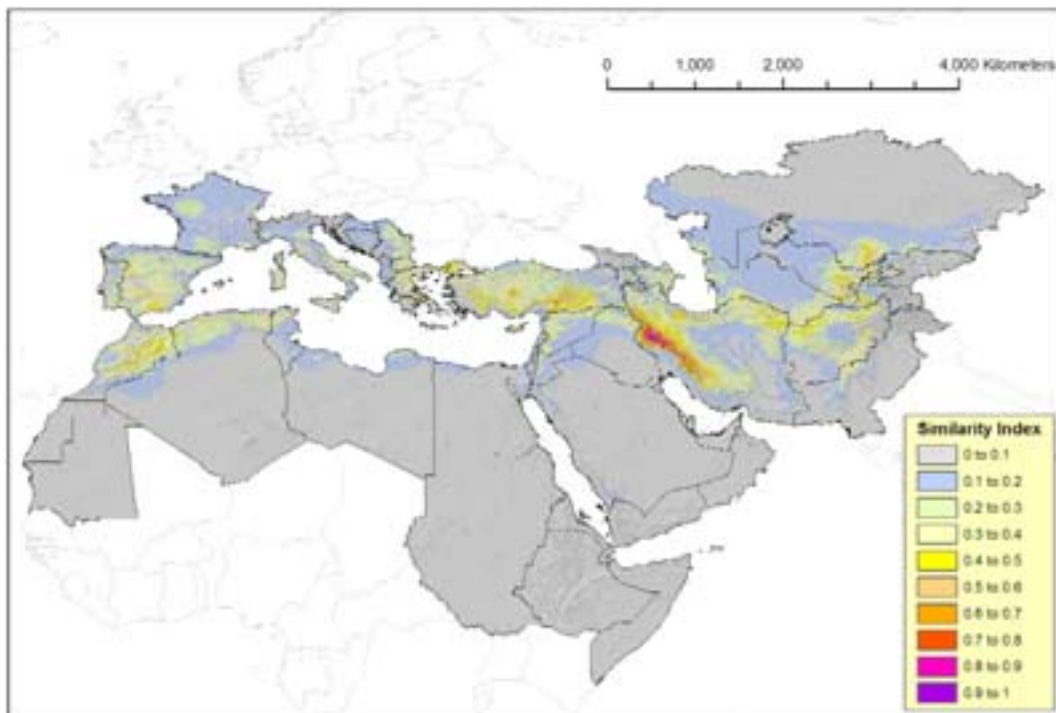 0 1,000 2,000 4,000 Kilometers
Similarity Index
0 to 0.1
0.1 to 0.2
0.2 to 0.3
0.3 to 0.4
0.4 to 0.5
0.5 to 0.6
0.6 to 0.7
0.7 to 0.8
0.8 to 0.9
0.9 to 1